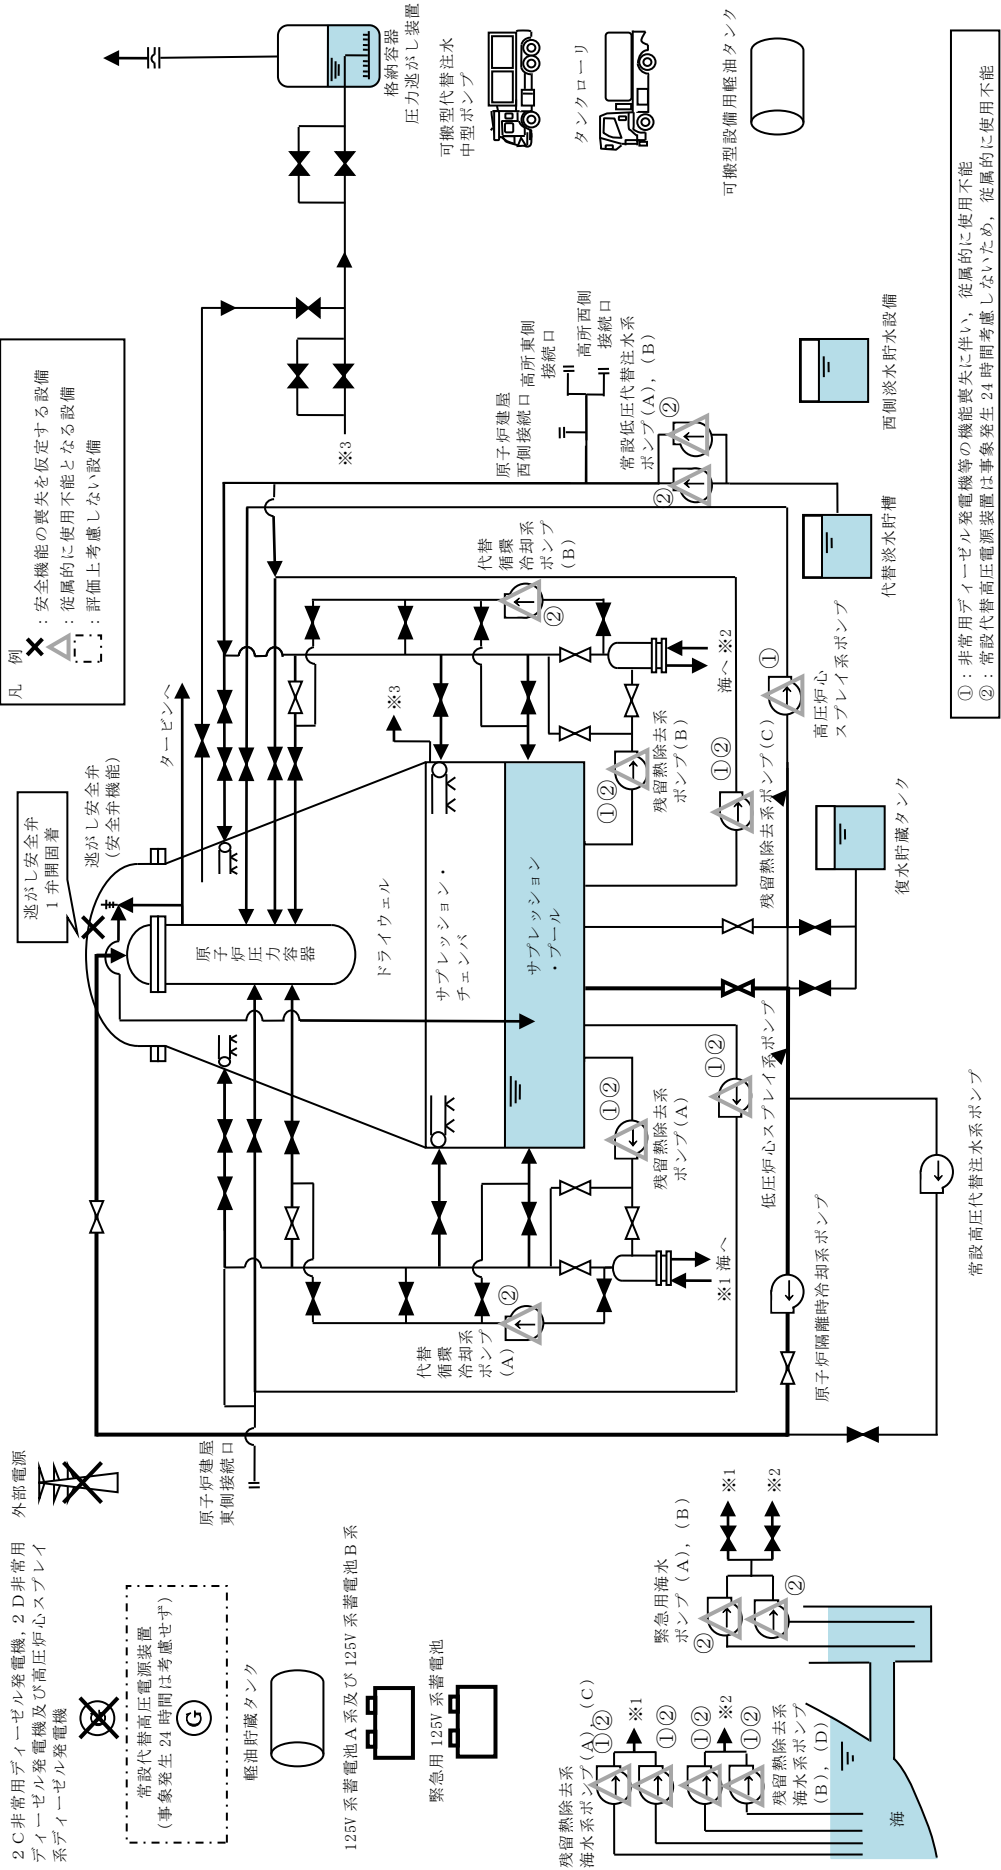 2C非常用ディーゼル発電機,2D非常用
ディーゼル発電機及び高圧炉心スプレイ
系ディーゼル発電機
外部電源
G
常設代替高圧電源装置
(事象発生24時間は考慮せず)
G
軽油貯蔵タンク
125V系蓄電池A系及び125V系蓄電池B系
緊急用125V系蓄電池
残留熱除去系
海水系ポンプ(A),(C)
①②
※1
①②
①②
※2
①②
残留熱除去系
海水系ポンプ
(B),(D)
海
緊急用海水
ポンプ(A),(B)
②
②
※1
※2
原子炉建屋
東側接続口
逃がし安全弁
1弁開固着
逃がし安全弁
(安全弁機能)
タービンへ
原子炉圧力容器
ドライウェル
サプレッション・
チェンバ
サプレッション
・プール
代替
循環
冷却系
ポンプ
(A)
②
※1
海へ
残留熱除去系
ポンプ(A)
①②
①②
低圧炉心スプレイ系ポンプ
原子炉隔離時冷却系ポンプ
常設高圧代替注水系ポンプ
※3
代替
循環
冷却系
ポンプ
(B)
②
海へ
※2
残留熱除去系
ポンプ(B)
①②
①②
残留熱除去系ポンプ(C)
①
高圧炉心
スプレイ系ポンプ
復水貯蔵タンク
凡 例
:安全機能の喪失を仮定する設備
:従属的に使用不能となる設備
:評価上考慮しない設備
※3
原子炉建屋
西側接続口
高所東側
接続口
高所西側
接続口
常設低圧代替注水系
ポンプ(A),(B)
②
②
代替淡水貯槽
西側淡水貯水設備
格納容器
圧力逃がし装置
可搬型代替注水
中型ポンプ
タンクローリ
可搬型設備用軽油タンク
①:非常用ディーゼル発電機等の機能喪失に伴い,従属的に使用不能
②:常設代替高圧電源装置は事象発生24時間考慮しないため,従属的に使用不能